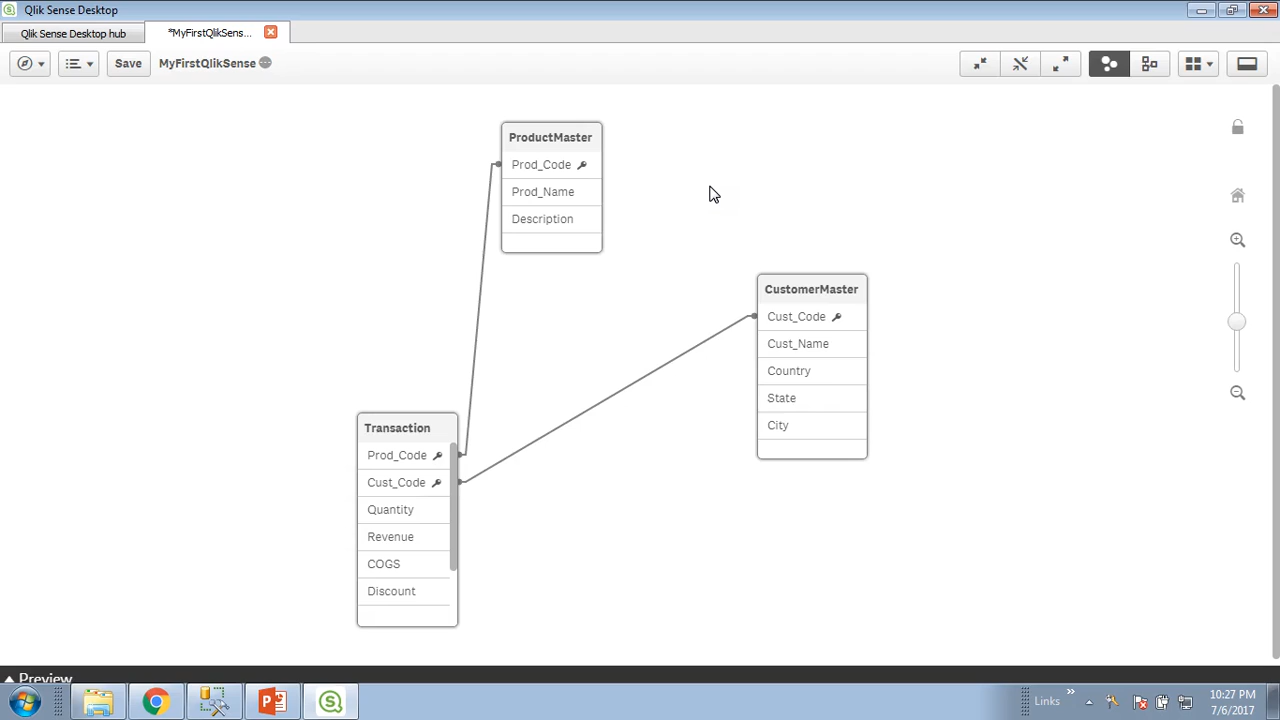 Qlik Sense Desktop
Qlik Sense Desktop hub
*MyFirstQlikSens...
Save
MyFirstQlikSense
ProductMaster
Prod_Code
Prod_Name
Description
CustomerMaster
Cust_Code
Cust_Name
Country
State
City
Transaction
Prod_Code
Cust_Code
Quantity
Revenue
COGS
Discount
Preview
Links
10:27 PM
7/6/2017